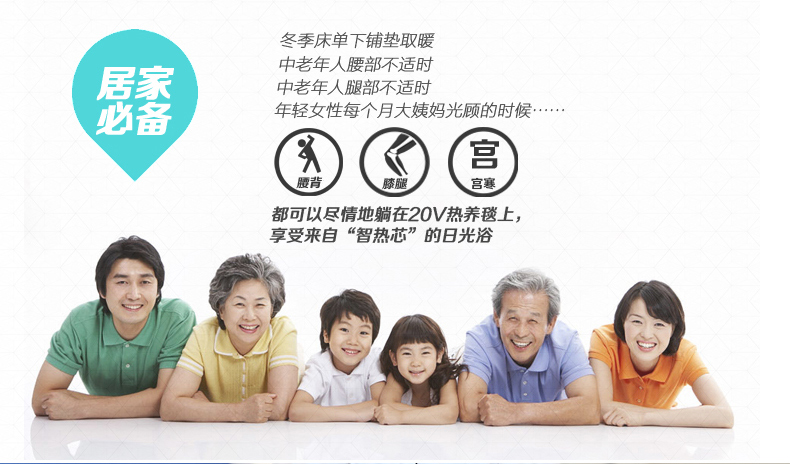 居家
必备
冬季床单下铺垫取暖
中老年人腰部不适时
中老年人腿部不适时
年轻女性每个月大姨妈光顾的时候……
腰背
膝腿
宫
宫寒
都可以尽情地躺在20V热养毯上，
享受来自“智热芯”的日光浴